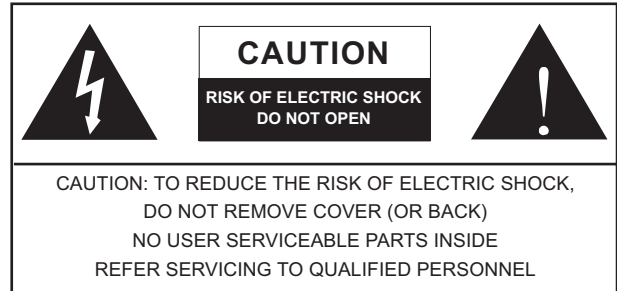 CAUTION
RISK OF ELECTRIC SHOCK
DO NOT OPEN
!
CAUTION: TO REDUCE THE RISK OF ELECTRIC SHOCK,
DO NOT REMOVE COVER (OR BACK)
NO USER SERVICEABLE PARTS INSIDE
REFER SERVICING TO QUALIFIED PERSONNEL